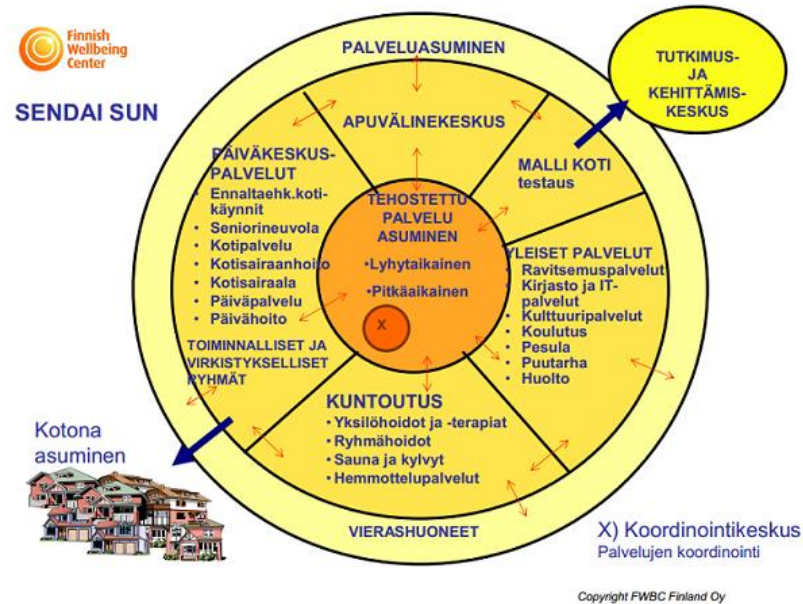 Finnish
Wellbeing
Center
SENDAI SUN
PALVELUASUMINEN
TUTKIMUS-
JA
KEHITTÄMIS-
KESKUS
APUVÄLINEKESKUS
MALLI KOTI
testaus
PÄIVÄKESKUS-
PALVELUT
• Ennaltaehk.koti-
käynnit
• Seniorineuvola
• Kotipalvelu
• Kotisairaanhoito
• Kotisairaala
• Päiväpalvelu
• Päivähoito
TOIMINNALLISET JA
VIRKISTYKSELLISET
RYHMÄT
TEHOSTETTU
PALVELU
ASUMINEN
•Lyhytaikainen
•Pitkäaikainen
X
YLEISET PALVELUT
• Ravitsemuspalvelut
• Kirjasto ja IT-
palvelut
• Kulttuuripalvelut
• Koulutus
• Pesula
• Puutarha
• Huolto
KUNTOUTUS
• Yksilöhoidot ja -terapiat
• Ryhmähoidot
• Sauna ja kylvyt
• Hemmottelupalvelut
Kotona
asuminen
VIERASHUONEET
X) Koordinointikeskus
Palvelujen koordinointi
Copyright FWBC Finland Oy